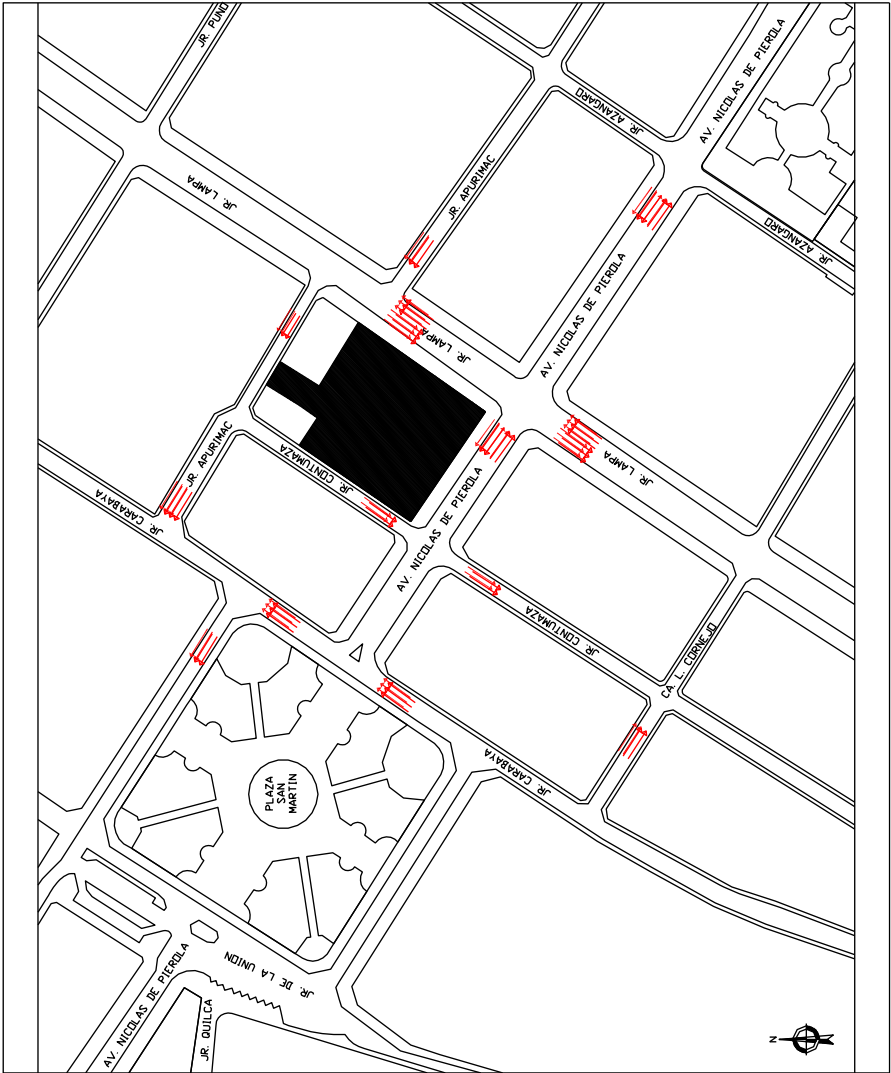 JR. PUNO
JR. LAMPA
JR. AZANGARO
AV. NICOLAS DE PIEROLA
JR. APURIMAC
JR. AZANGARO
JR. LAMPA
AV. NICOLAS DE PIEROLA
JR. APURIMAC
JR. CARABAYA
JR. CONTUMAZA
AV. NICOLAS DE PIEROLA
JR. LAMPA
JR. CONTUMAZA
CA. L. CORNEJO
JR. CARABAYA
PLAZA
SAN
MARTIN
JR. DE LA UNION
AV. NICOLAS DE PIEROLA
JR. QUILCA
N